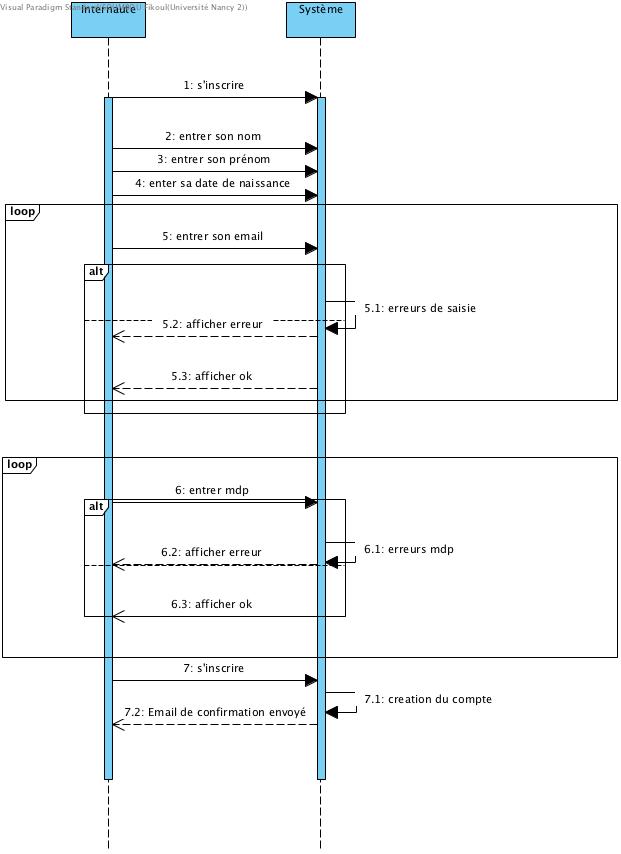 Visual Paradigm Fikoul(Université Nancy 2))
Internaute
Système
1: s'inscrire
2: entrer son nom
3: entrer son prénom
4: enter sa date de naissance
loop
5: entrer son email
alt
5.1: erreurs de saisie
5.2: afficher erreur
5.3: afficher ok
loop
6: entrer mdp
alt
6.1: erreurs mdp
6.2: afficher erreur
6.3: afficher ok
7: s'inscrire
7.1: creation du compte
7.2: Email de confirmation envoyé